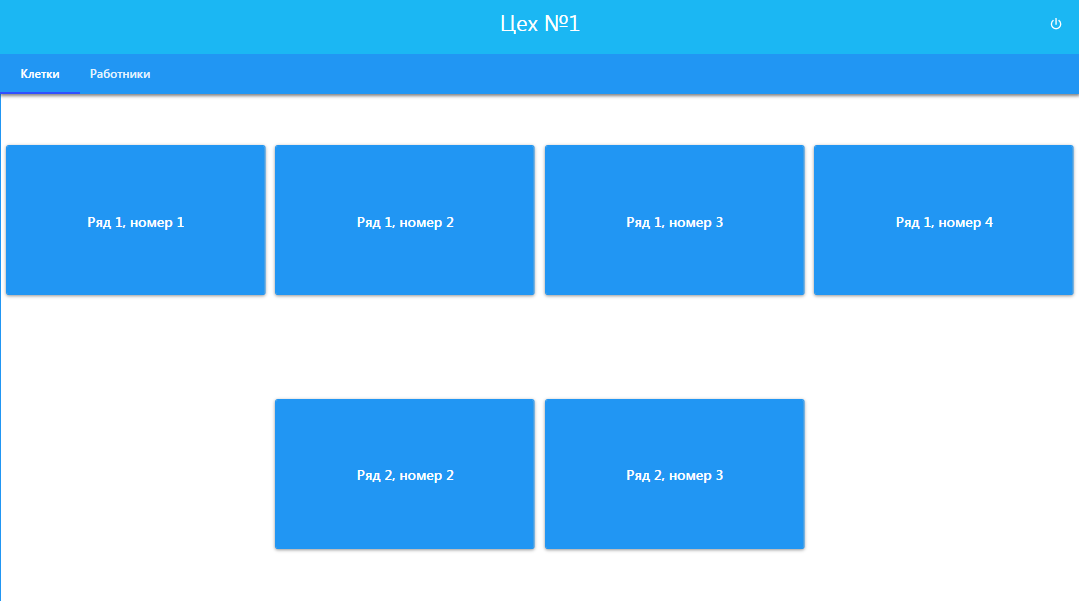 Цех №1
Клетки
Работники
Ряд 1, номер 1
Ряд 1, номер 2
Ряд 1, номер 3
Ряд 1, номер 4
Ряд 2, номер 2
Ряд 2, номер 3